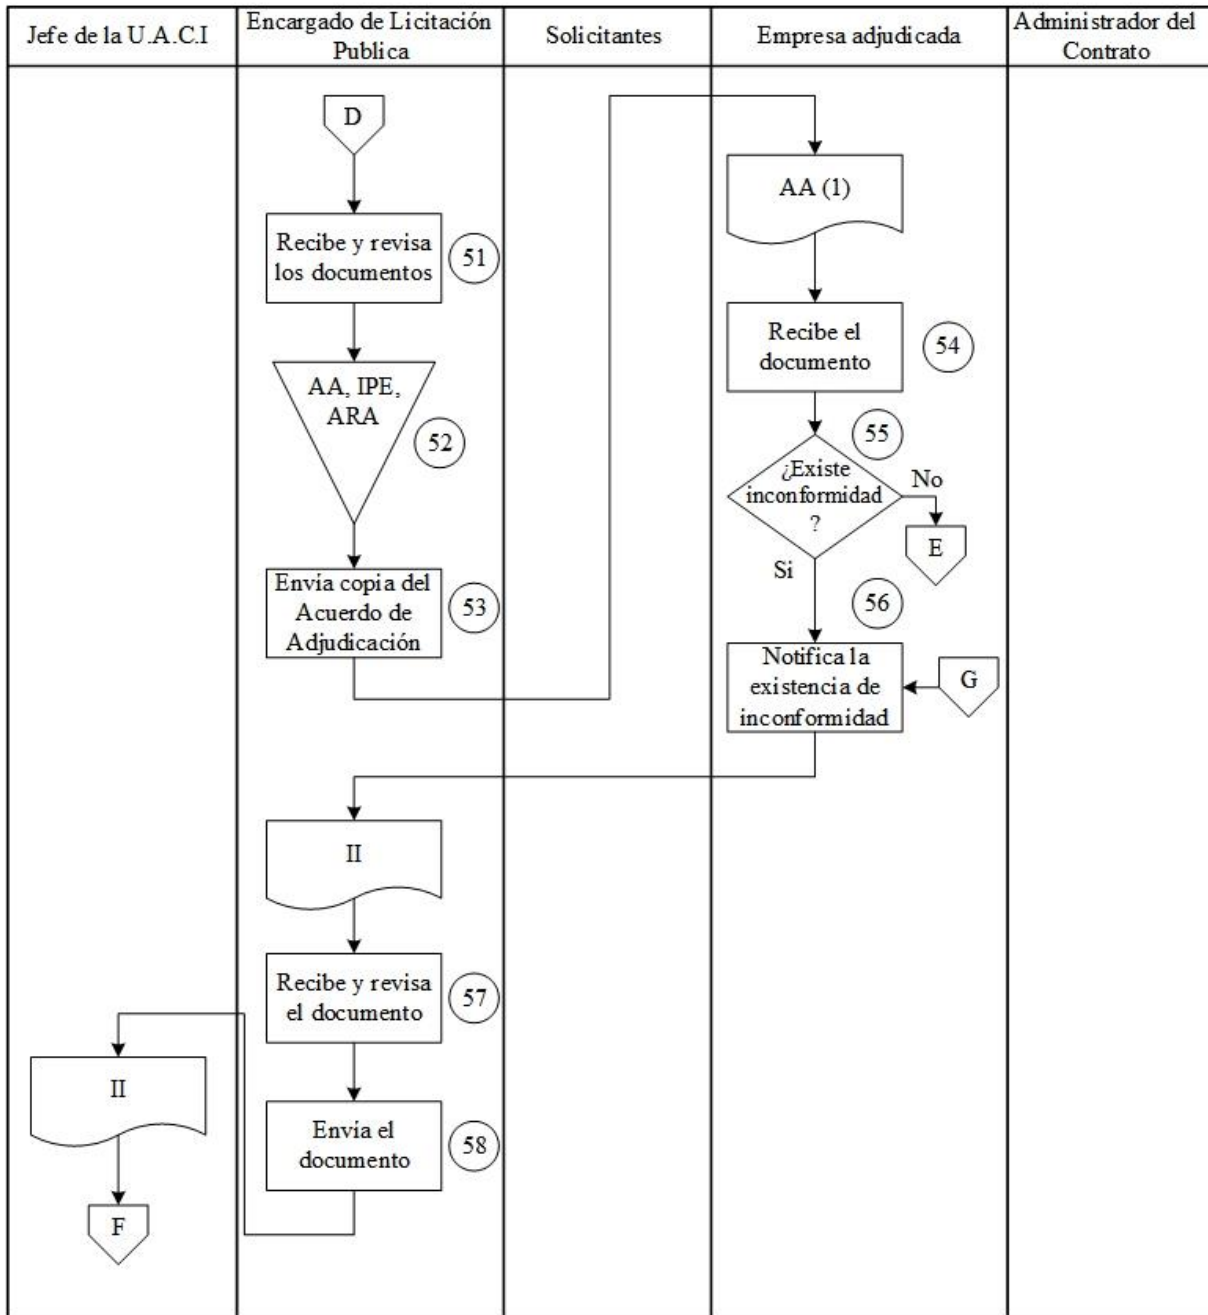 Jefe de la U.A.C.I
Encargado de Licitación
Publica
Solicitantes
Empresa adjudicada
Administrador del
Contrato
D
Recibe y revisa
los documentos
51
AA, IPE,
ARA
52
Envía copia del
Acuerdo de
Adjudicación
53
AA (1)
Recibe el
documento
54
55
¿Existe
inconformidad
?
No
E
Si
56
Notifica la
existencia de
inconformidad
G
II
Recibe y revisa
el documento
57
Envía el
documento
58
II
F